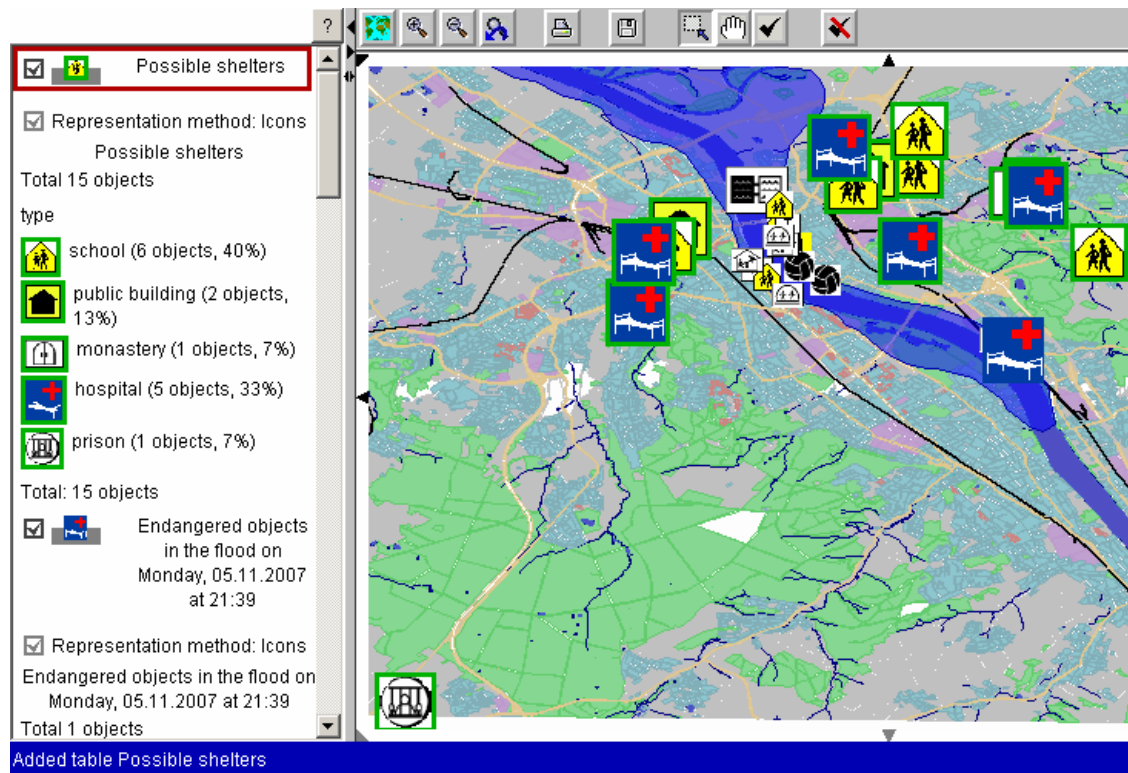 ?
Possible shelters
Representation method: Icons
Possible shelters
Total 15 objects
type
school (6 objects, 40%)
public building (2 objects,
13%)
monastery (1 objects, 7%)
hospital (5 objects, 33%)
prison (1 objects, 7%)
Total: 15 objects
Endangered objects
in the flood on
Monday, 05.11.2007
at 21:39
Representation method: Icons
Endangered objects in the flood on
Monday, 05.11.2007 at 21:39
Total 1 objects
Added table Possible shelters